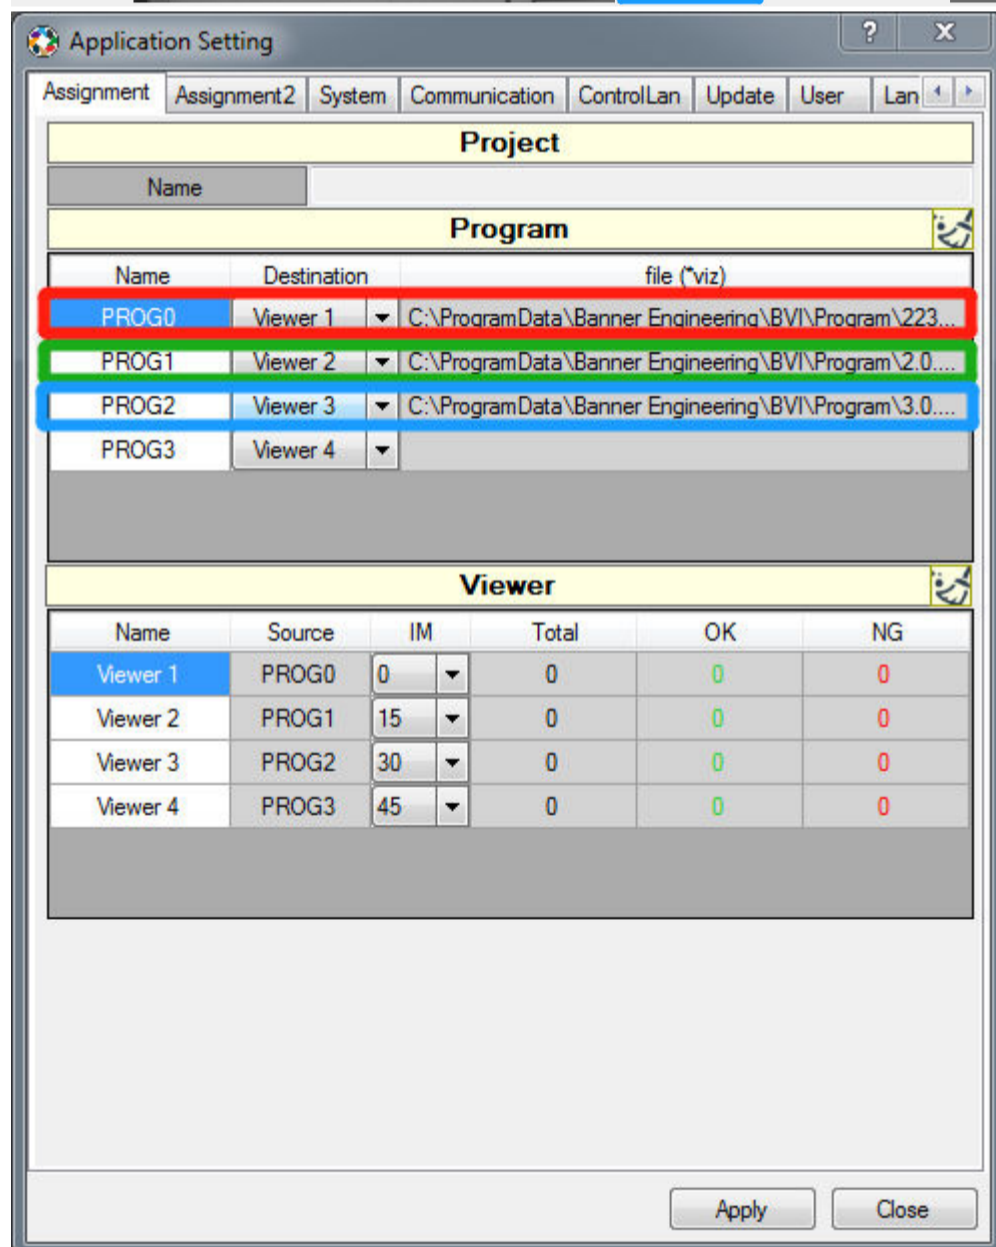 Application Setting
Assignment Assignment2 System Communication ControlLan Update User Lan
Project
Name
Program
Name Destination file (*viz)
PROG0 Viewer 1 C:\ProgramData\Banner Engineering\BVI\Program\223...
PROG1 Viewer 2 C:\ProgramData\Banner Engineering\BVI\Program\2.0....
PROG2 Viewer 3 C:\ProgramData\Banner Engineering\BVI\Program\3.0....
PROG3 Viewer 4
Viewer
Name Source IM Total OK NG
Viewer 1 PROG0 0 0 0 0
Viewer 2 PROG1 15 0 0 0
Viewer 3 PROG2 30 0 0 0
Viewer 4 PROG3 45 0 0 0
Apply Close